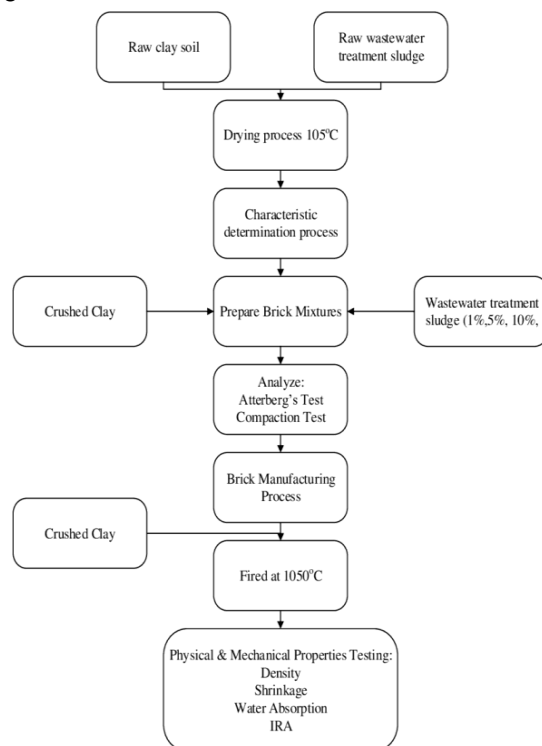 Raw clay soil
Raw wastewater
treatment sludge
Drying process 105°C
Characteristic
determination process
Crushed Clay
Prepare Brick Mixtures
Wastewater treatment
sludge (1%,5%, 10%,
Analyze:
Atterberg’s Test
Compaction Test
Brick Manufacturing
Process
Crushed Clay
Fired at 1050°C
Physical & Mechanical Properties Testing:
Density
Shrinkage
Water Absorption
IRA